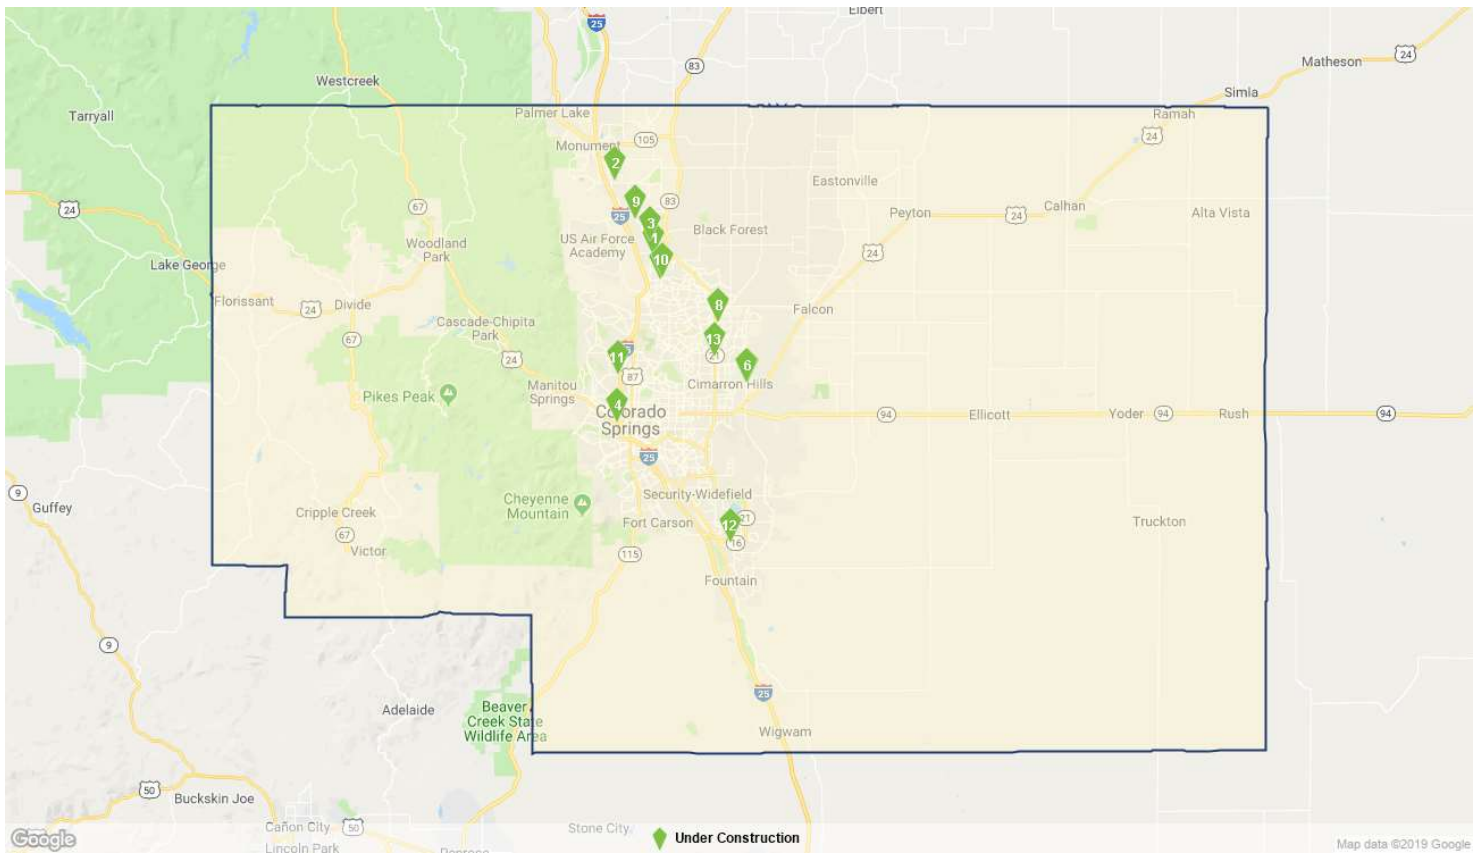 Elbert
25
83
Matheson
24
Westcreek
Simla
Tarryall
Palmer Lake
Ramah
105
24
Monument
2
Eastonville
9
83
67
24
25
3
Peyton
24
Calhan
Alta Vista
US Air Force
Academy
1
Black Forest
Woodland
Park
10
24
Lake George
Florissant
24
Divide
8
Falcon
Cascade-Chipita
Park
67
13
11
21
24
6
87
Manitou
Springs
Cimarron Hills
Pikes Peak
4
Colorado
Springs
94
Ellicott
Yoder
94
Rush
94
25
9
Guffey
Cheyenne
Mountain
Security-Widefield
Cripple Creek
Fort Carson
12
21
Truckton
67
16
Victor
115
Fountain
9
25
Adelaide
Beaver
Creek State
Wildlife Area
Wigwam
50
Buckskin Joe
Cañon City
50
Stone City
Google
Under Construction
Lincoln Park
Penrose
Map data ©2019 Google